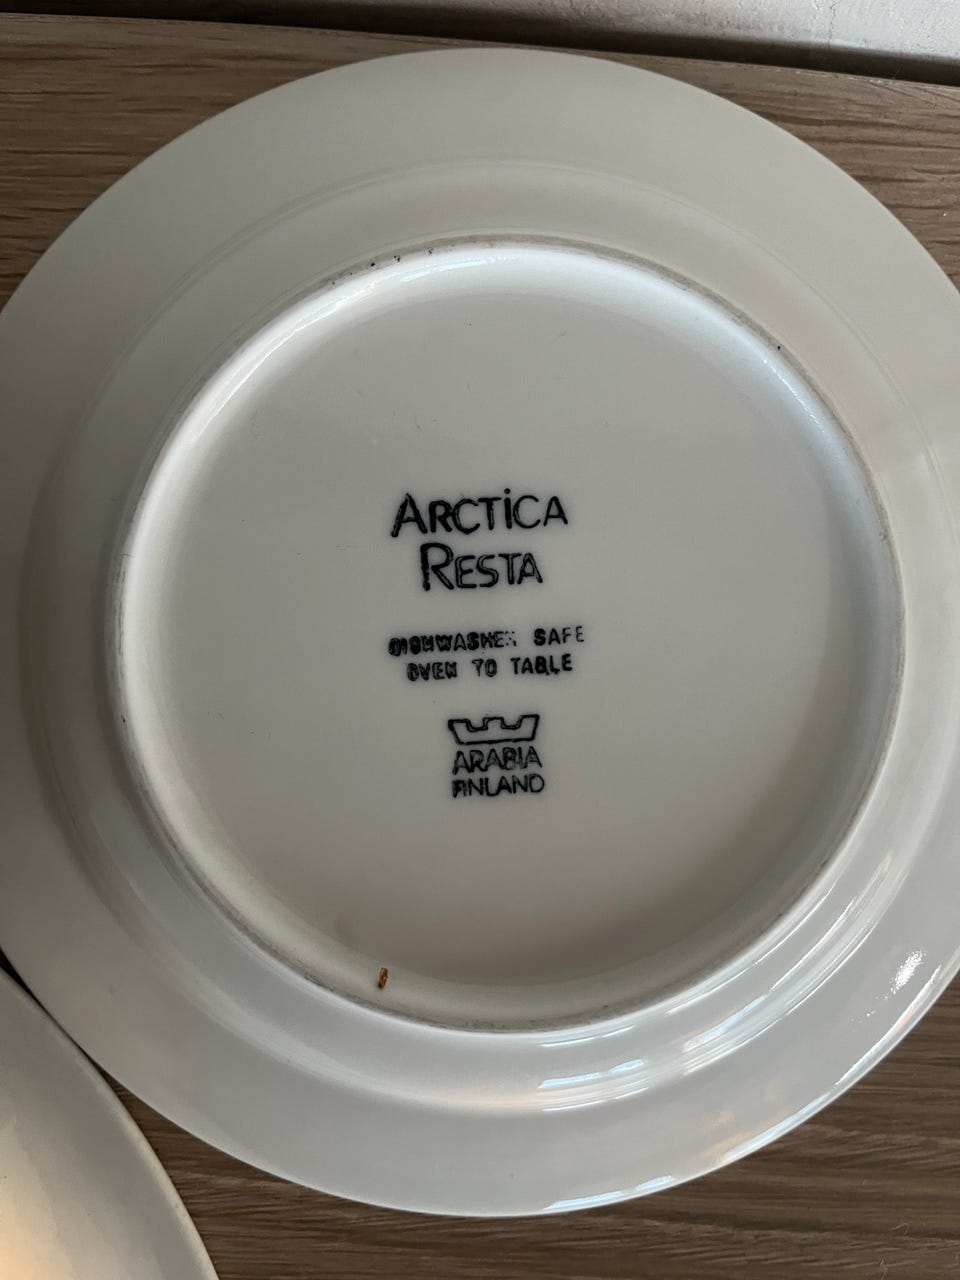 ARCTiCA
RESTA
DISHWASHER SAFE
OVEN TO TABLE
ARABIA
FINLAND